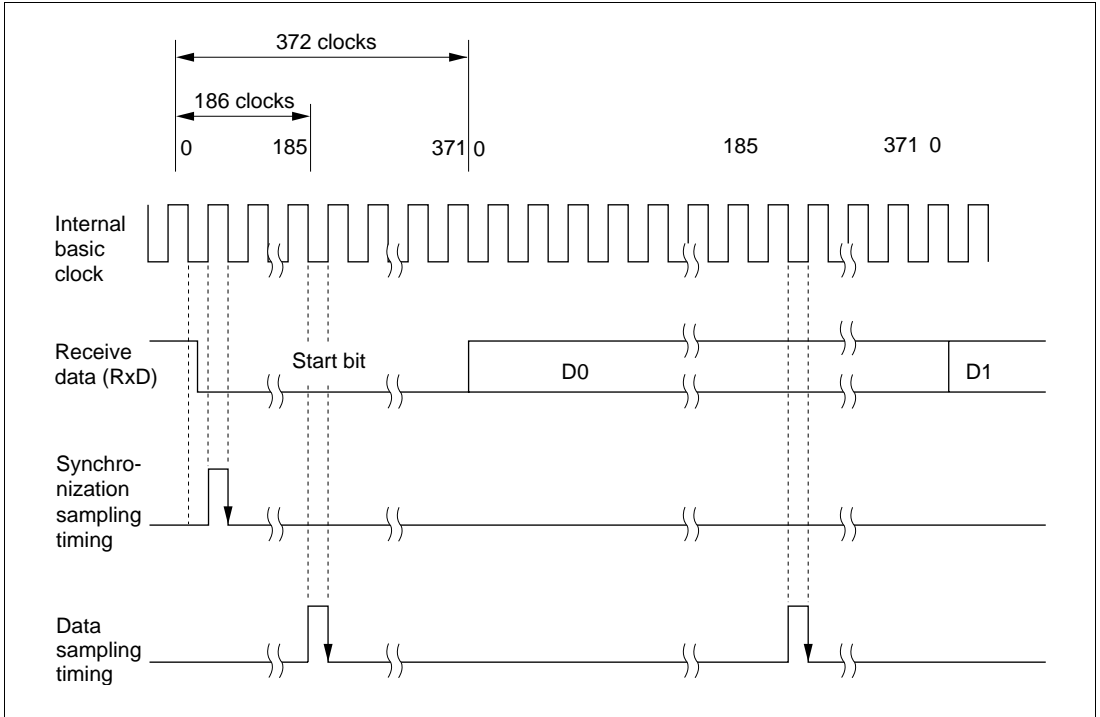 372 clocks
186 clocks
0 185 371 0 185 371 0
Internal
basic
clock
Receive
data (RxD)
Start bit
D0
D1
Synchro-
nization
sampling
timing
Data
sampling
timing